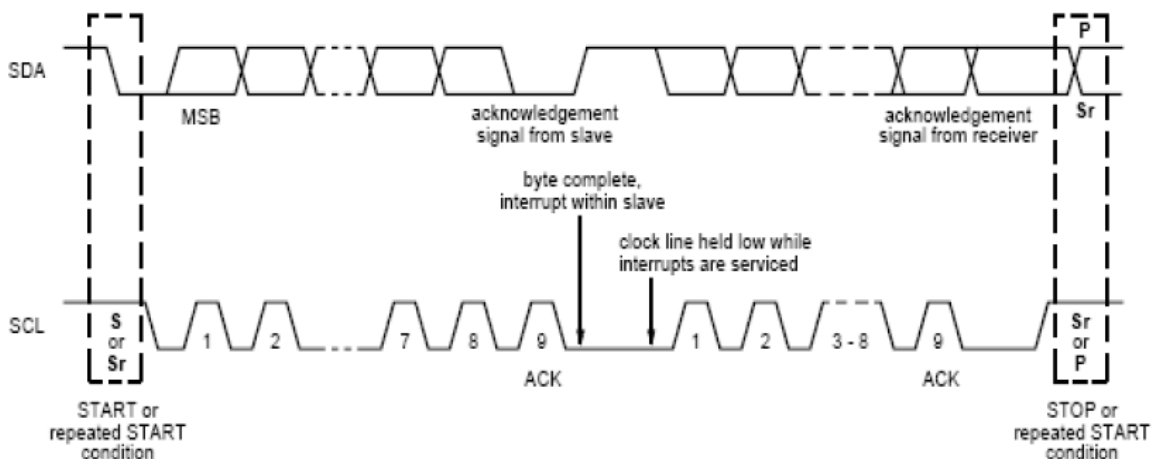 P
SDA
MSB
acknowledgement
signal from slave
acknowledgement
signal from receiver
Sr
byte complete,
interrupt within slave
clock line held low while
interrupts are serviced
SCL
S
or
Sr
1
2
7
8
9
1
2
3 - 8
9
Sr
or
P
ACK
ACK
START or
repeated START
condition
STOP or
repeated START
condition